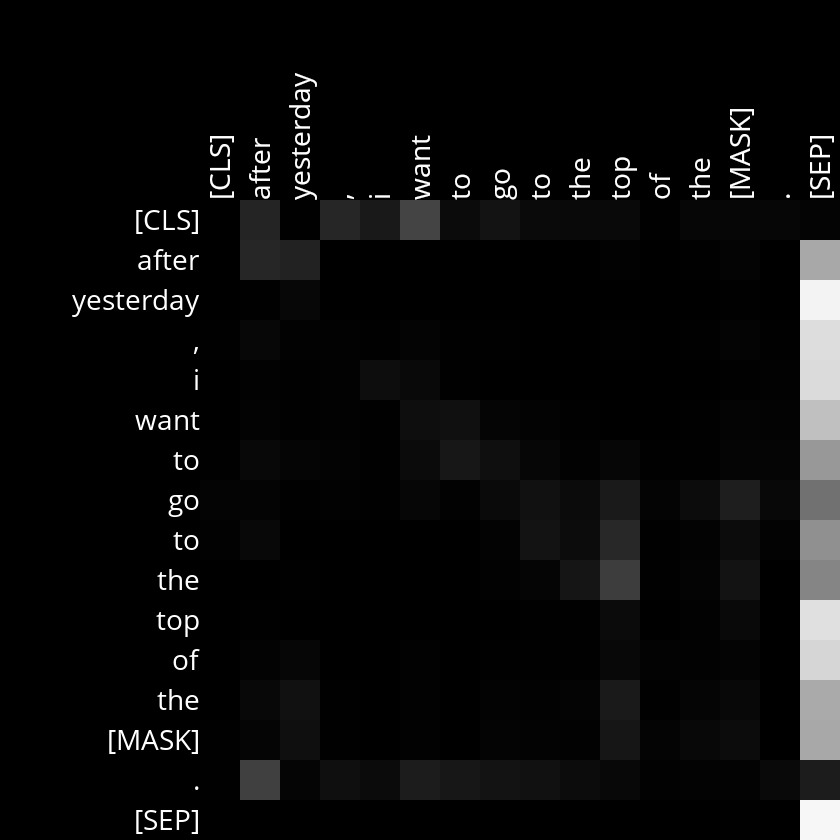 [CLS] after yesterday , i want to go to the top of the [MASK] . [SEP]
[CLS]
after
yesterday
,
i
want
to
go
to
the
top
of
the
[MASK]
.
[SEP]